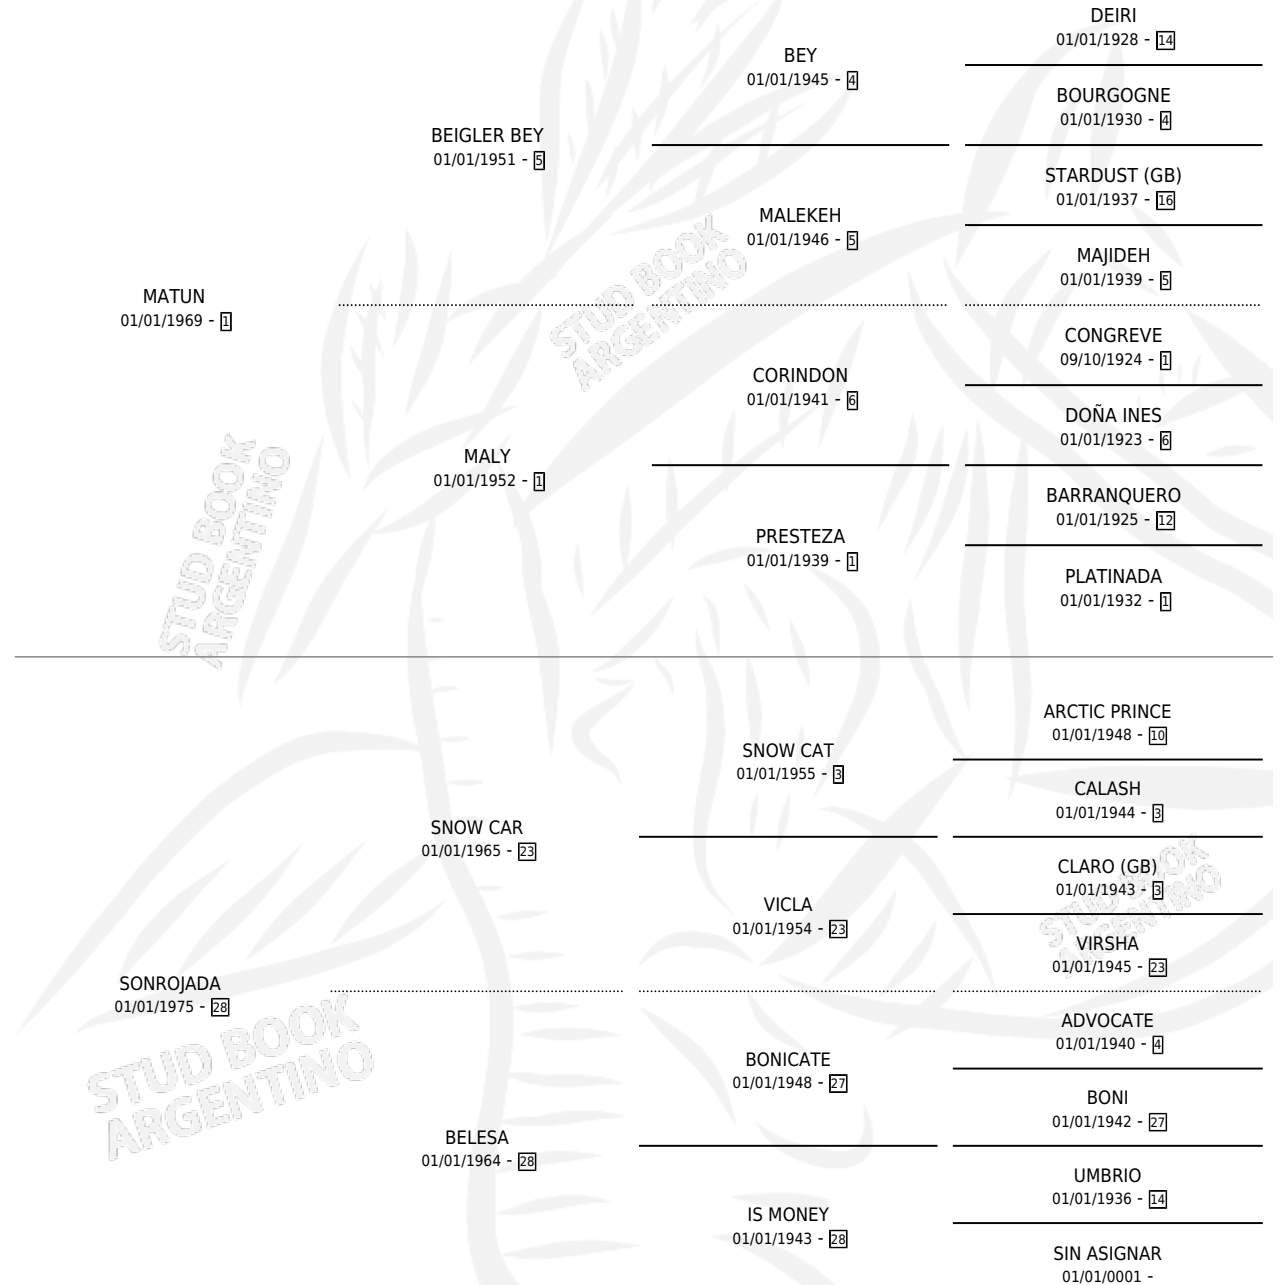 DEIRI
01/01/1928 - 14
BEY
01/01/1945 - 4
BOURGOGNE
01/01/1930 - 4
BEIGLER BEY
01/01/1951 - 5
STARDUST (GB)
01/01/1937 - 16
MALEKEH
01/01/1946 - 5
MAJIDEH
01/01/1939 - 5
MATUN
01/01/1969 - 1
CONGREVE
09/10/1924 - 1
CORINDON
01/01/1941 - 6
DOÑA INES
01/01/1923 - 6
MALY
01/01/1952 - 1
BARRANQUERO
01/01/1925 - 12
PRESTEZA
01/01/1939 - 1
PLATINADA
01/01/1932 - 1
ARCTIC PRINCE
01/01/1948 - 10
SNOW CAT
01/01/1955 - 3
CALASH
01/01/1944 - 3
SNOW CAR
01/01/1965 - 23
CLARO (GB)
01/01/1943 - 3
VICLA
01/01/1954 - 23
VIRSHA
01/01/1945 - 23
SONROJADA
01/01/1975 - 28
ADVOCATE
01/01/1940 - 4
BONICATE
01/01/1948 - 27
BONI
01/01/1942 - 27
BELESA
01/01/1964 - 28
UMBRIO
01/01/1936 - 14
IS MONEY
01/01/1943 - 28
SIN ASIGNAR
01/01/0001 -
STUD BOOK
ARGENTINO
STUD BOOK
ARGENTINO
STUD BOOK
ARGENTINO
STUD BOOK
ARGENTINO